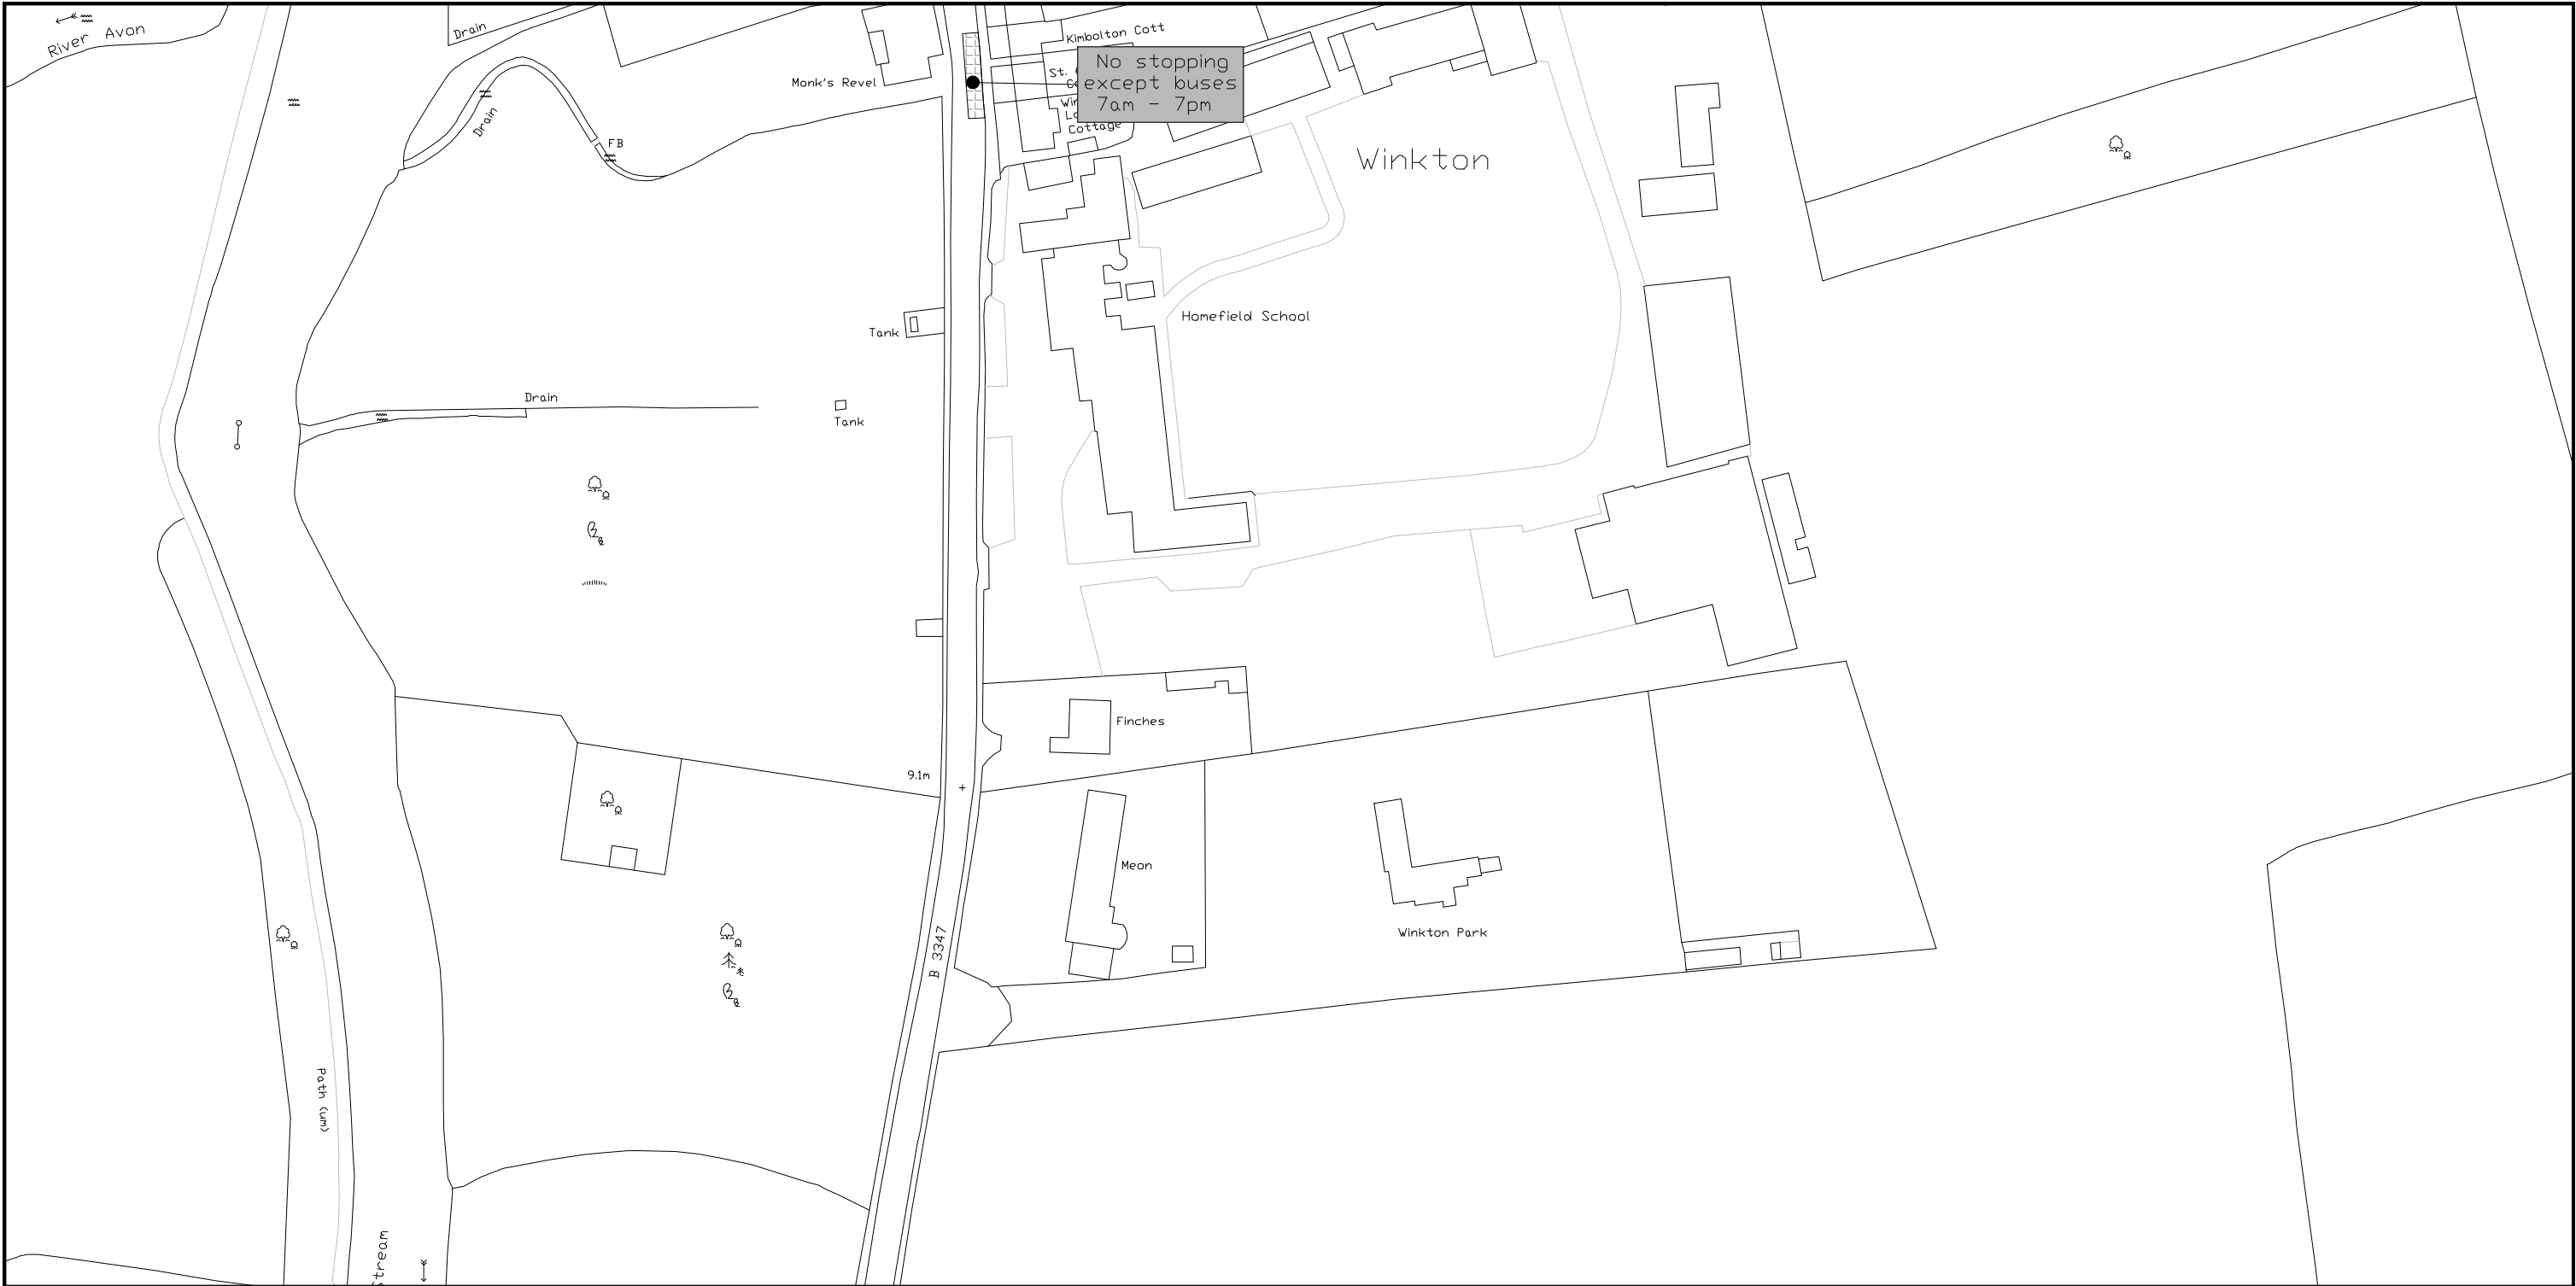 River Avon
Drain
Kimbolton Cott
Monk's Revel
St.
No stopping
except buses
7am - 7pm
Cottage
Drain
FB
Winkton
Tank
Homefield School
Drain
Tank
Finches
9.1m
Meon
B 3347
Winkton Park
Path (um)
Stream